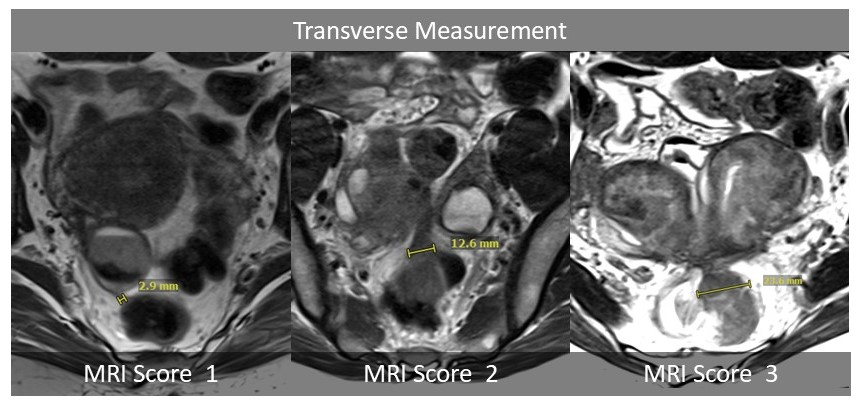 Transverse Measurement
2.9 mm
12.6 mm
MRI Score 1
MRI Score 2
MRI Score 3